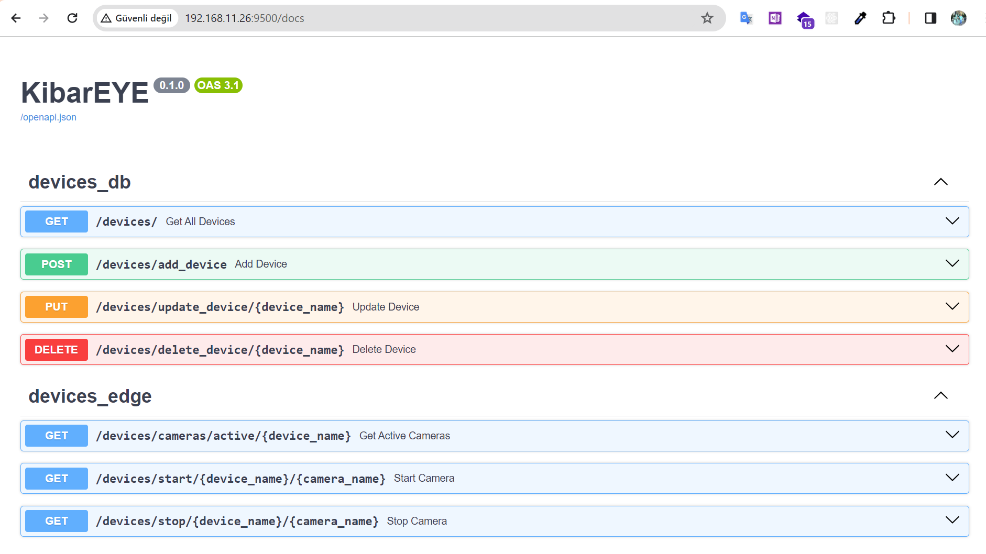 Güvenli değil 192.168.11.26:9500/docs
15
KibarEYE 0.1.0 OAS 3.1
/openapi.json
devices_db
GET /devices/ Get All Devices
POST /devices/add_device Add Device
PUT /devices/update_device/{device_name} Update Device
DELETE /devices/delete_device/{device_name} Delete Device
devices_edge
GET /devices/cameras/active/{device_name} Get Active Cameras
GET /devices/start/{device_name}/{camera_name} Start Camera
GET /devices/stop/{device_name}/{camera_name} Stop Camera